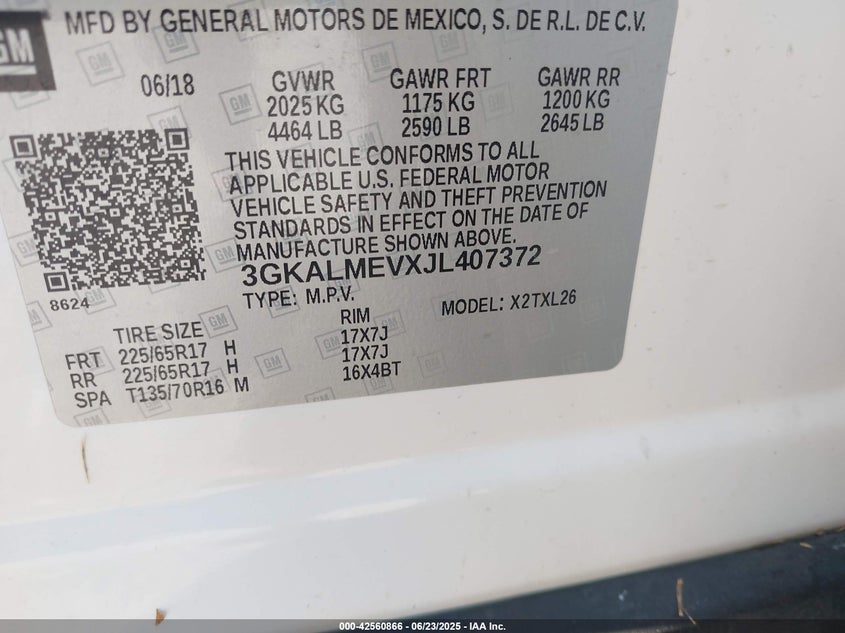 GM
MFD BY GENERAL MOTORS DE MEXICO, S. DE R.L. DE C.V.
06/18 GVWR GAWR FRT GAWR RR
2025 KG 1175 KG 1200 KG
4464 LB 2590 LB 2645 LB
THIS VEHICLE CONFORMS TO ALL
APPLICABLE U.S. FEDERAL MOTOR
VEHICLE SAFETY AND THEFT PREVENTION
STANDARDS IN EFFECT ON THE DATE OF
MANUFACTURE SHOWN ABOVE.
3GKALMEVXJL407372
8624
TYPE: M.P.V. MODEL: X2TXL26
TIRE SIZE RIM
FRT 225/65R17 H 17X7J
RR 225/65R17 H 17X7J
SPA T135/70R16 M 16X4BT
000-42560866 - 06/23/2025 - IAA Inc.